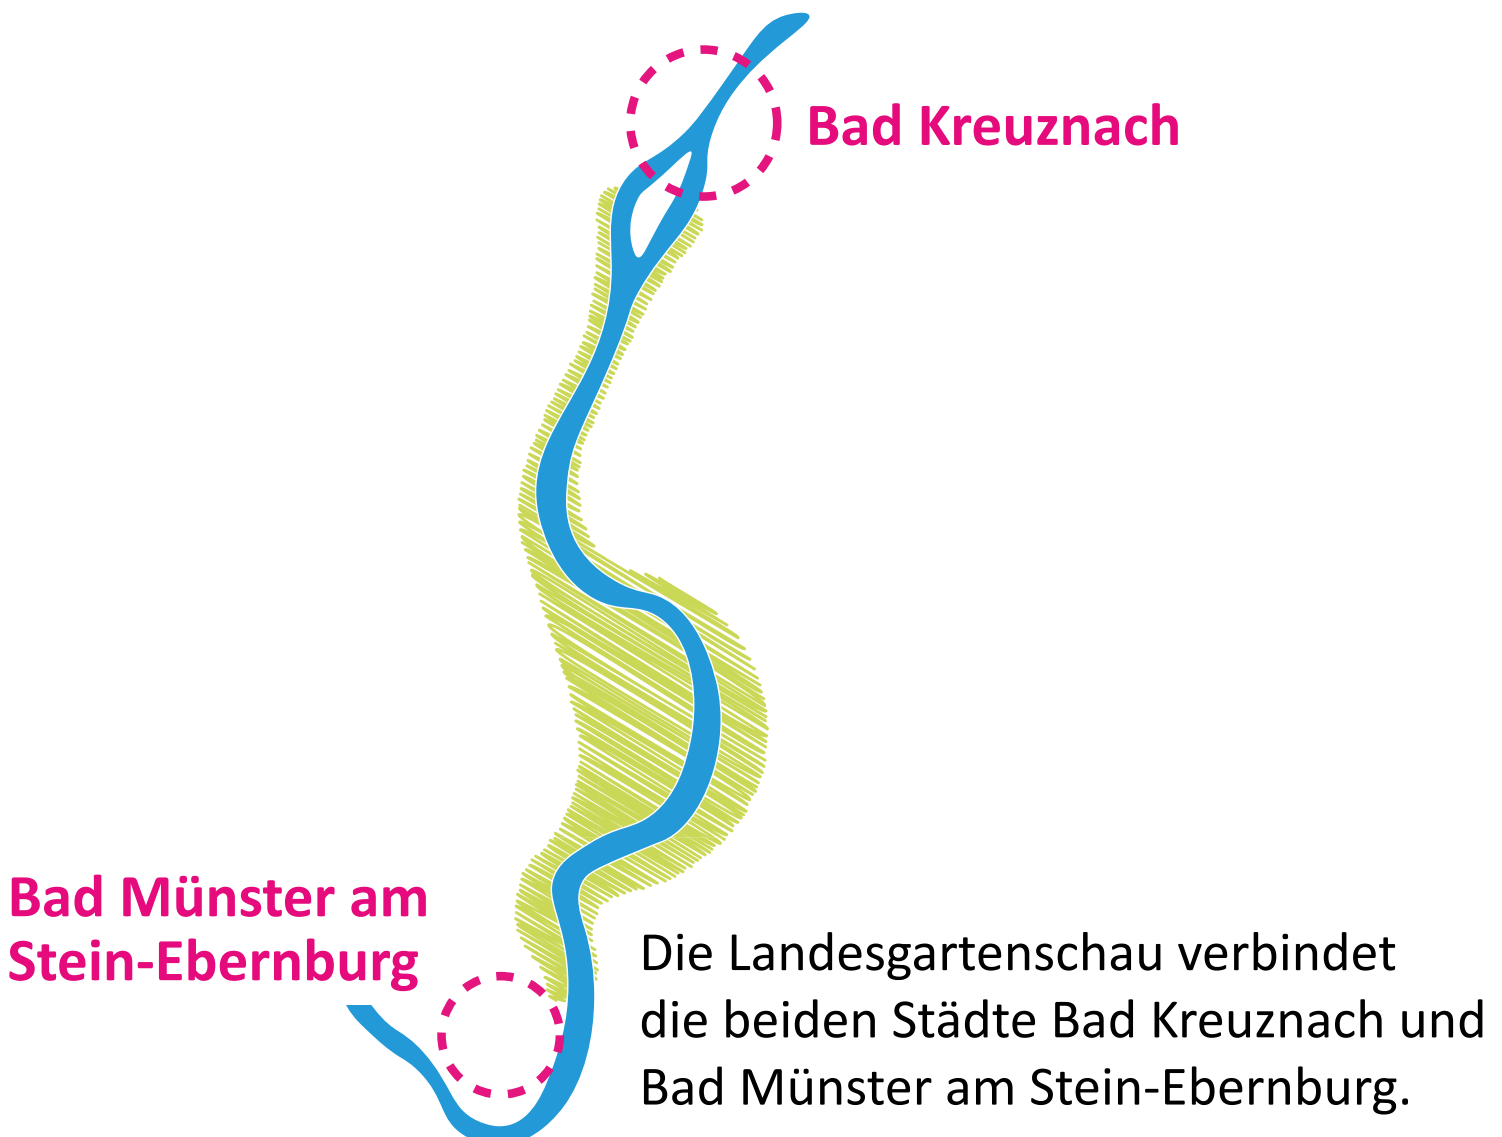 Bad Kreuznach
Bad Münster am
Stein-Ebernburg
Die Landesgartenschau verbindet
die beiden Städte Bad Kreuznach und
Bad Münster am Stein-Ebernburg.